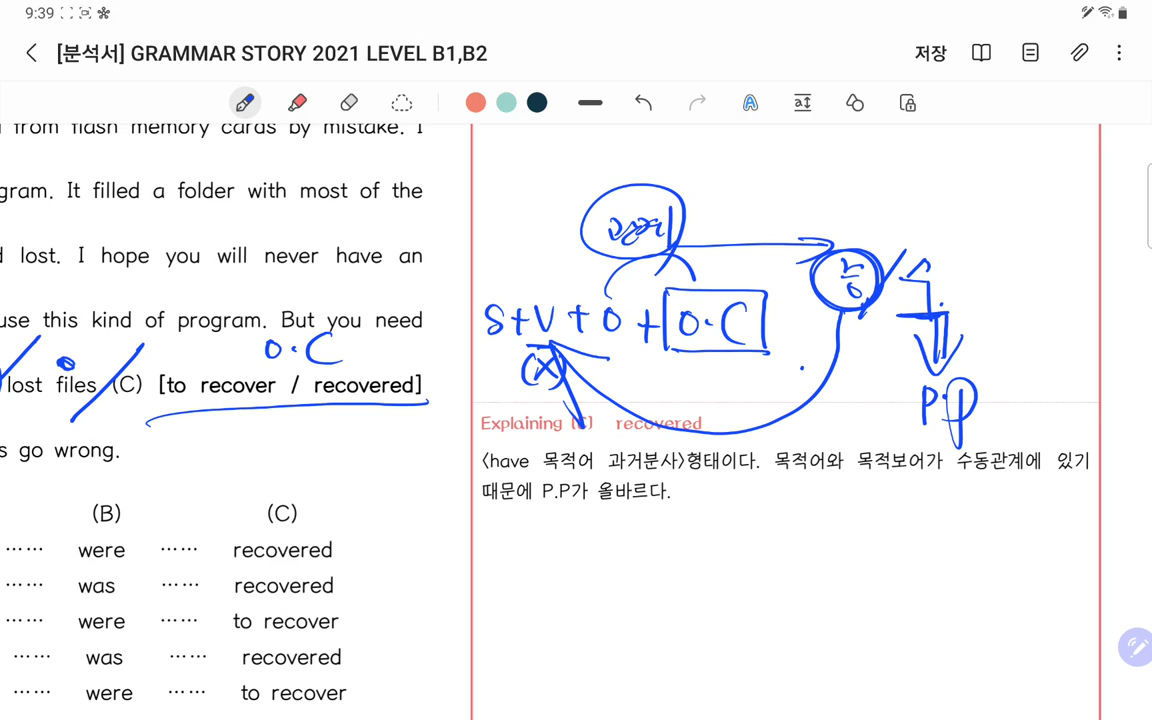 9:39
[분석서] GRAMMAR STORY 2021 LEVEL B1,B2
저장
from flash memory cards by mistake. I
gram. It filled a folder with most of the
d lost. I hope you will never have an
use this kind of program. But you need
O.C
lost files (C) [to recover / recovered]
s go wrong.
(B) (C)
...... were ...... recovered
...... was ...... recovered
...... were ...... to recover
...... was ...... recovered
...... were ...... to recover
관계
능 / 수
S+V+O+O.C
(X)
P.P
Explaining (C) recovered
<have 목적어 과거분사>형태이다. 목적어와 목적보어가 수동관계에 있기
때문에 P.P가 올바르다.